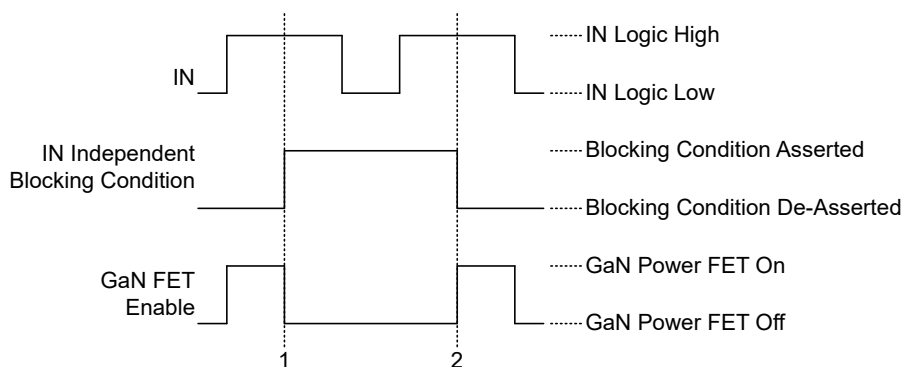 IN Logic High
IN
IN Logic Low
IN Independent
Blocking Condition
Blocking Condition Asserted
Blocking Condition De-Asserted
GaN FET
Enable
GaN Power FET On
GaN Power FET Off
1
2